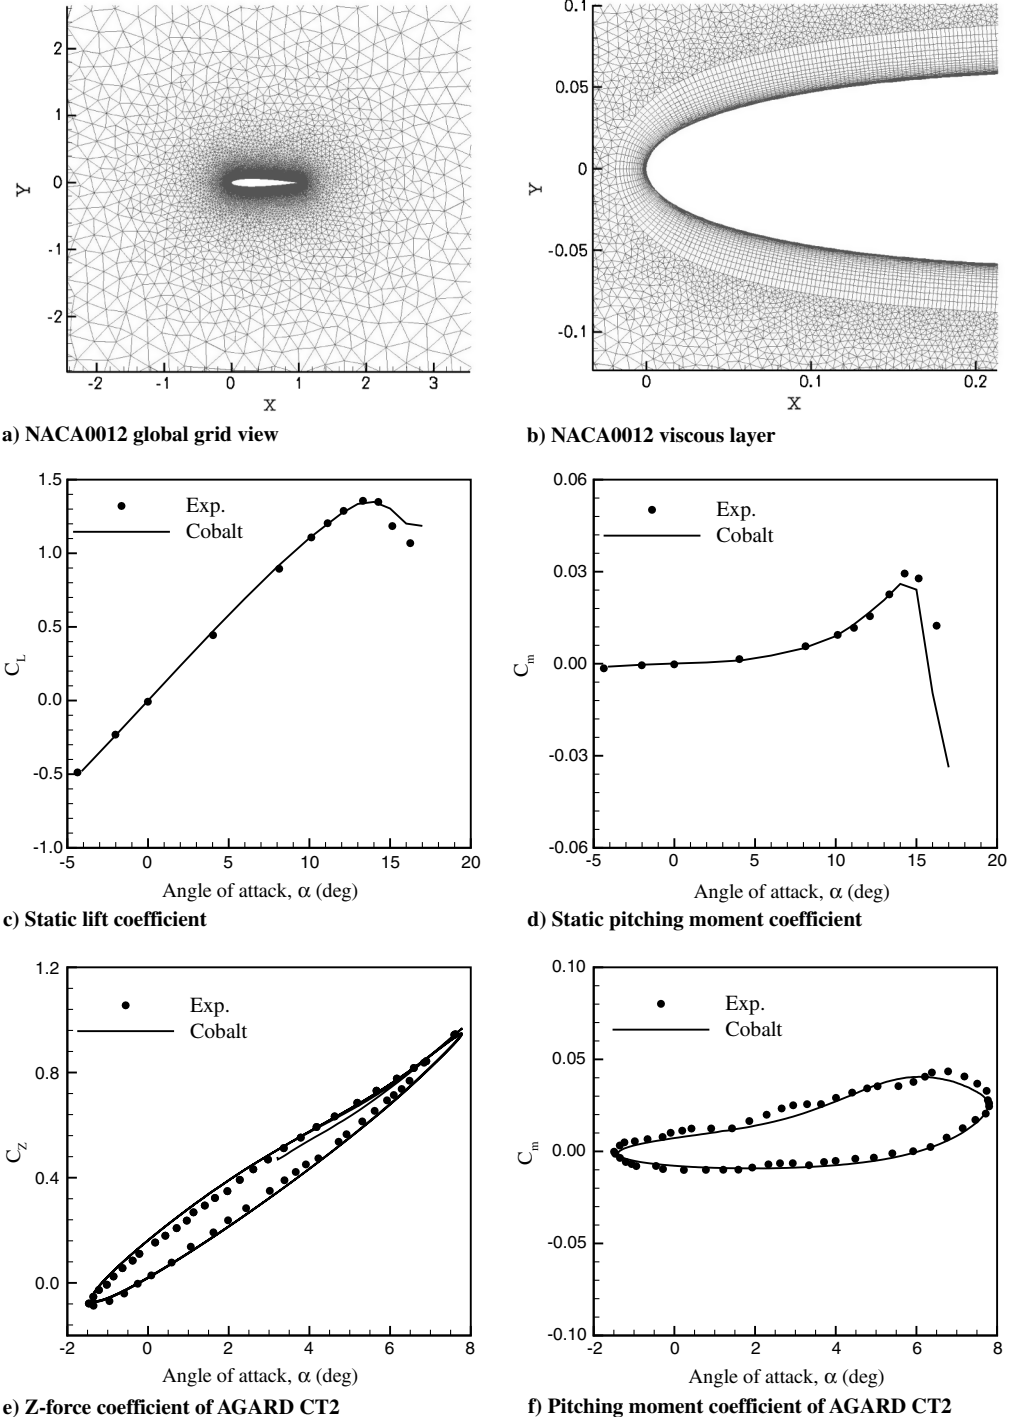 2
1
0
-1
-2
Y
-2 -1 0 1 2 3
X
a) NACA0012 global grid view
0.1
0.05
0
-0.05
-0.1
Y
0 0.1 0.2
X
b) NACA0012 viscous layer
1.5
1.0
0.5
0.0
-0.5
-1.0
C_L
Exp.
Cobalt
-5 0 5 10 15 20
Angle of attack, α (deg)
c) Static lift coefficient
0.06
0.03
0.00
-0.03
-0.06
C_m
Exp.
Cobalt
-5 0 5 10 15 20
Angle of attack, α (deg)
d) Static pitching moment coefficient
1.2
0.8
0.4
0.0
C_Z
Exp.
Cobalt
-2 0 2 4 6 8
Angle of attack, α (deg)
e) Z-force coefficient of AGARD CT2
0.10
0.05
0.00
-0.05
-0.10
C_m
Exp.
Cobalt
-2 0 2 4 6 8
Angle of attack, α (deg)
f) Pitching moment coefficient of AGARD CT2